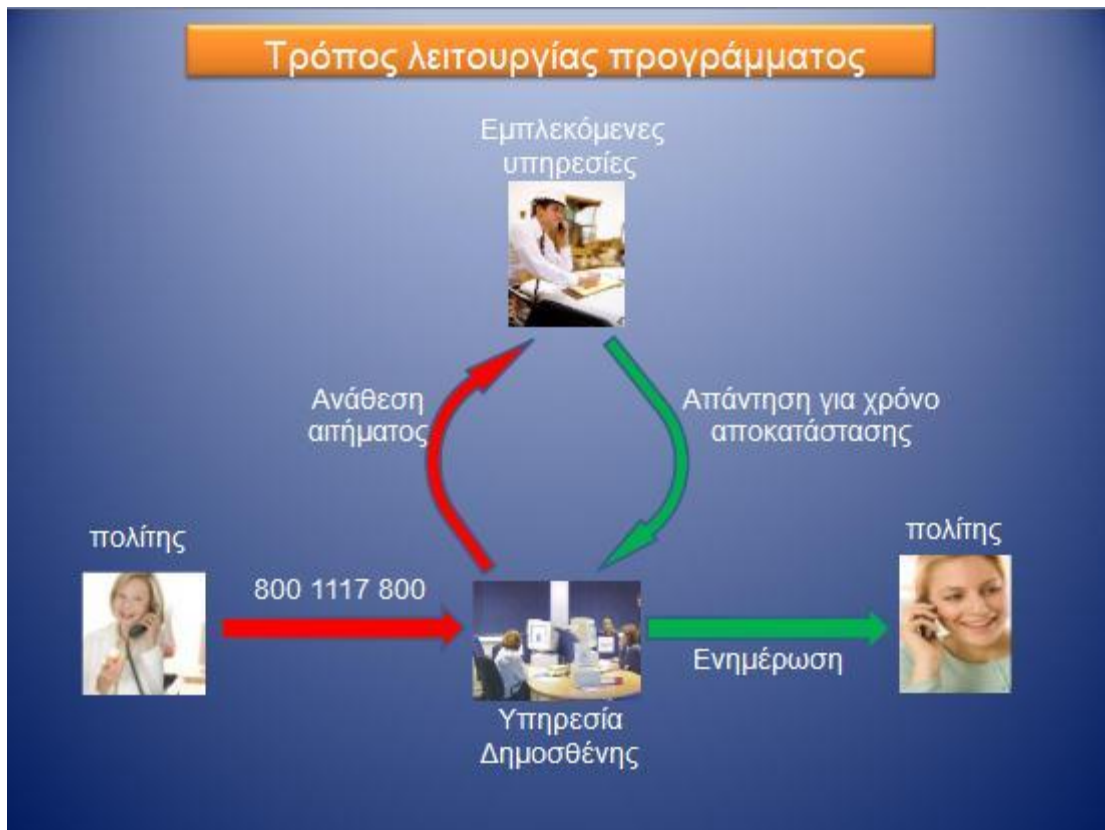 Τρόπος λειτουργίας προγράμματος
Εμπλεκόμενες
υπηρεσίες
Ανάθεση
αιτήματος
Απάντηση για χρόνο
αποκατάστασης
πολίτης
800 1117 800
πολίτης
Ενημέρωση
Υπηρεσία
Δημοσθένης